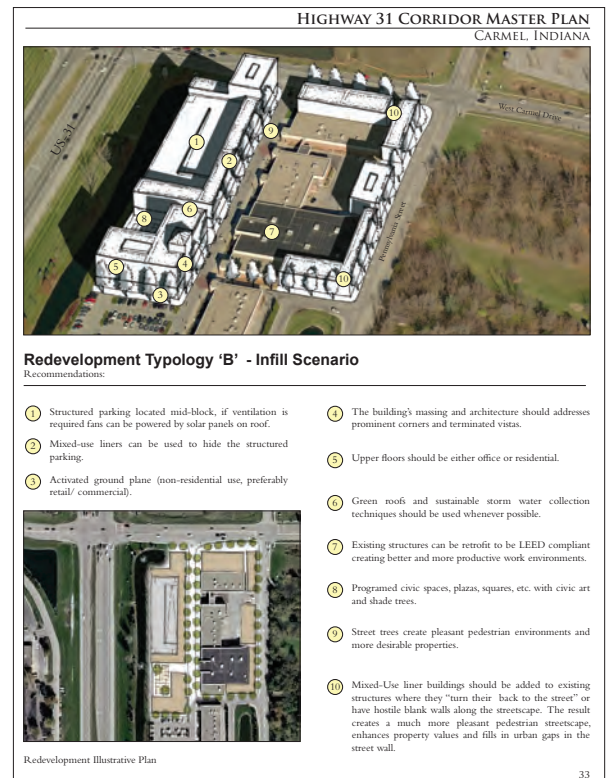 Highway 31 Corridor Master Plan
Carmel, Indiana
US 31
West Carmel Drive
Pennsylvania Street
10
9
1
2
6
8
7
5
4
3
10
Redevelopment Typology ‘B’ - Infill Scenario
Recommendations:
1 Structured parking located mid-block, if ventilation is
required fans can be powered by solar panels on roof.
2 Mixed-use liners can be used to hide the structured
parking.
3 Activated ground plane (non-residential use, preferably
retail/ commercial).
4 The building’s massing and architecture should addresses
prominent corners and terminated vistas.
5 Upper floors should be either office or residential.
6 Green roofs and sustainable storm water collection
techniques should be used whenever possible.
7 Existing structures can be retrofit to be LEED compliant
creating better and more productive work environments.
8 Programed civic spaces, plazas, squares, etc. with civic art
and shade trees.
9 Street trees create pleasant pedestrian environments and
more desirable properties.
10 Mixed-Use liner buildings should be added to existing
structures where they “turn their back to the street” or
have hostile blank walls along the streetscape. The result
creates a much more pleasant pedestrian streetscape,
enhances property values and fills in urban gaps in the
street wall.
Redevelopment Illustrative Plan
33